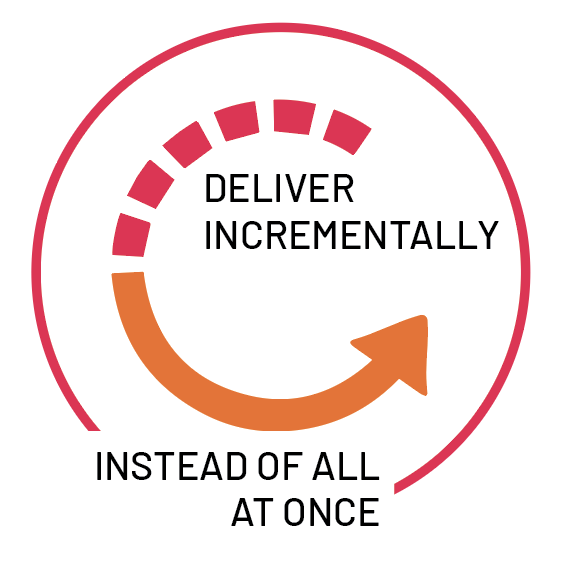 DELIVER
INCREMENTALLY
INSTEAD OF ALL
AT ONCE